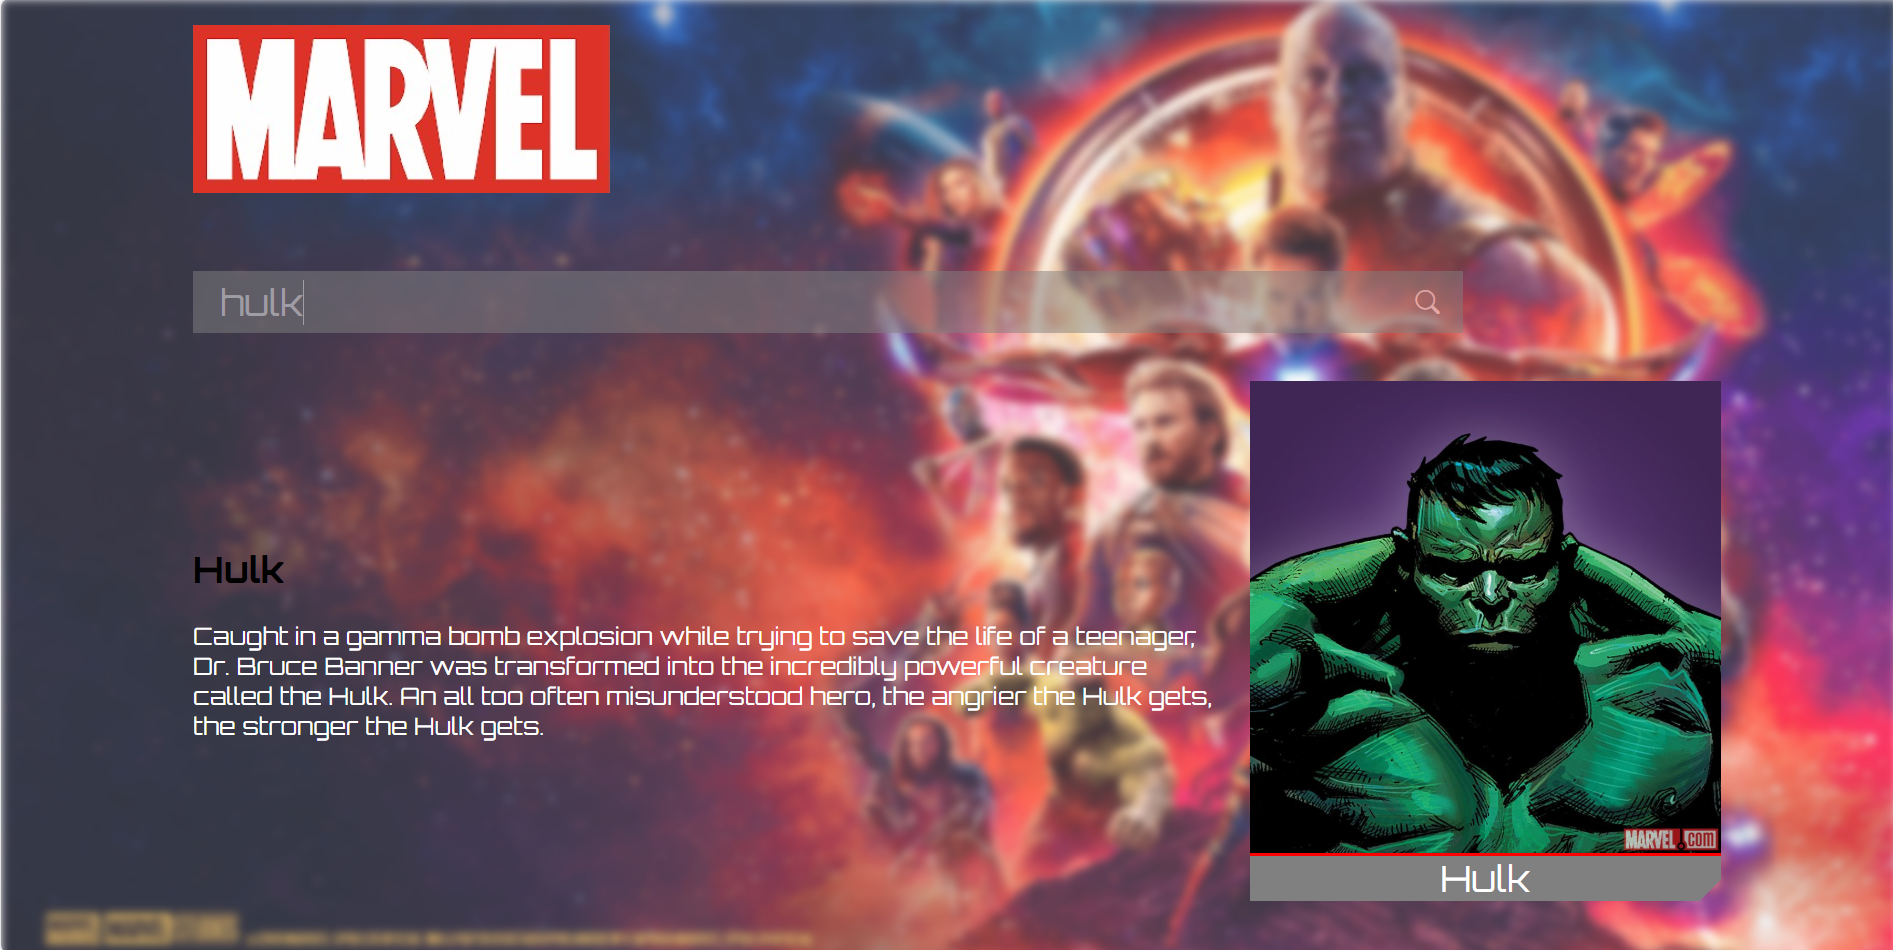 MARVEL
hulk
Hulk
Caught in a gamma bomb explosion while trying to save the life of a teenager,
Dr. Bruce Banner was transformed into the incredibly powerful creature
called the Hulk. An all too often misunderstood hero, the angrier the Hulk gets,
the stronger the Hulk gets.
MARVEL.com
Hulk